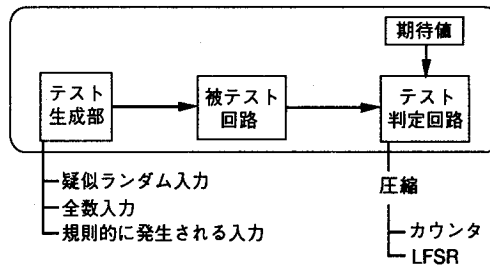 期待値
テスト
生成部
被テスト
回路
テスト
判定回路
疑似ランダム入力
全数入力
規則的に発生される入力
圧縮
カウンタ
LFSR